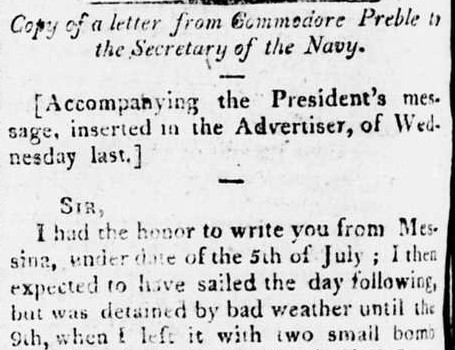 Copy of a letter from Commodore Preble to
the Secretary of the Navy.
[Accompanying the President's mes-
sage, inserted in the Advertiser, of Wed-
nesday last.]
SIR,
I had the honor to write you from Mes-
sina, under date of the 5th of July ; I then
expected to have sailed the day following,
but was detained by bad weather until the
9th, when I left it with two small bomb